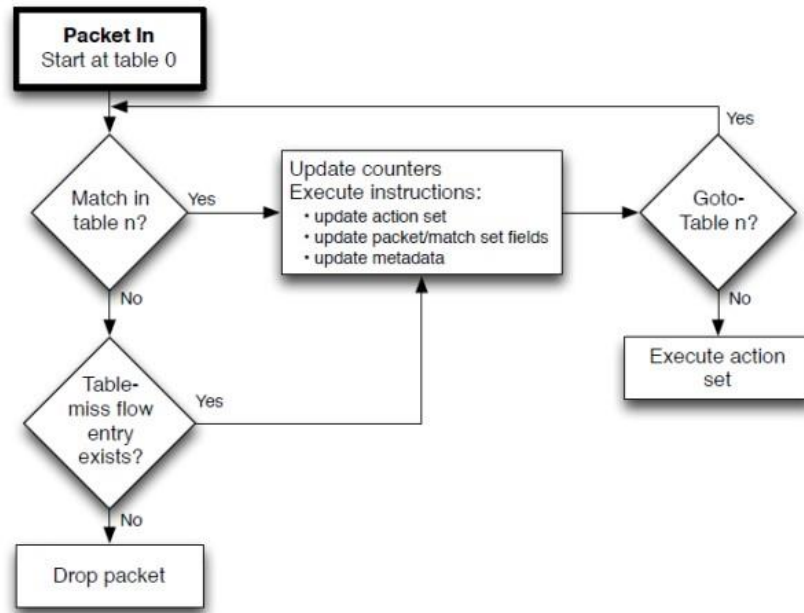 Packet In
Start at table 0
Yes
Match in
table n?
Yes
Update counters
Execute instructions:
• update action set
• update packet/match set fields
• update metadata
Goto-
Table n?
No
No
Execute action
set
Table-
miss flow
entry
exists?
Yes
No
Drop packet